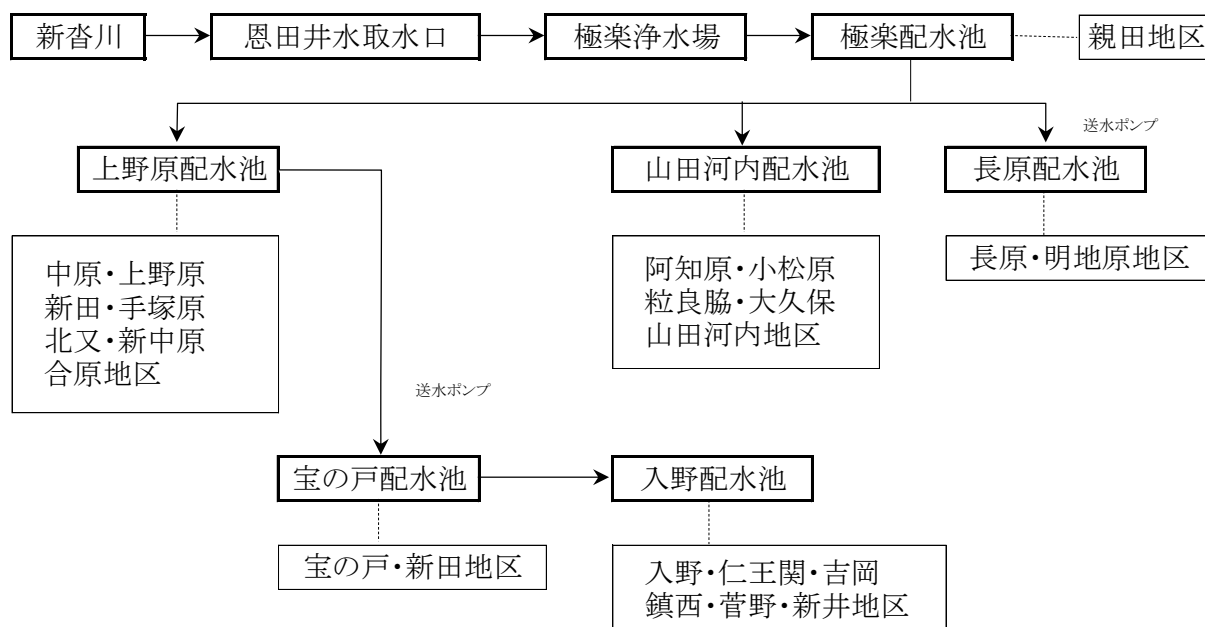 新沓川
恩田井水取水口
極楽浄水場
極楽配水池
親田地区
送水ポンプ
上野原配水池
山田河内配水池
長原配水池
中原・上野原
新田・手塚原
北又・新中原
合原地区
阿知原・小松原
粒良脇・大久保
山田河内地区
長原・明地原地区
送水ポンプ
宝の戸配水池
入野配水池
宝の戸・新田地区
入野・仁王関・吉岡
鎮西・菅野・新井地区